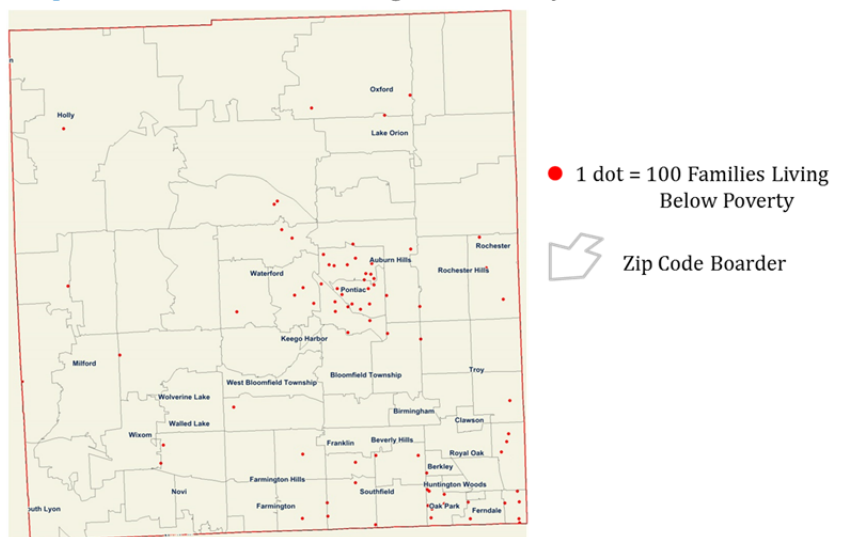 Oxford
Holly
Lake Orion
1 dot = 100 Families Living
Below Poverty
Rochester
Auburn Hills
Zip Code Boarder
Waterford
Rochester Hills
Pontiac
Keego Harbor
Milford
Bloomfield Township
Troy
West Bloomfield Township
Wolverine Lake
Birmingham
Walled Lake
Clawson
Wixom
Franklin
Beverly Hills
Royal Oak
Berkley
Farmington Hills
Huntington Woods
Novi
Southfield
Farmington
Oak Park
Ferndale
uth Lyon